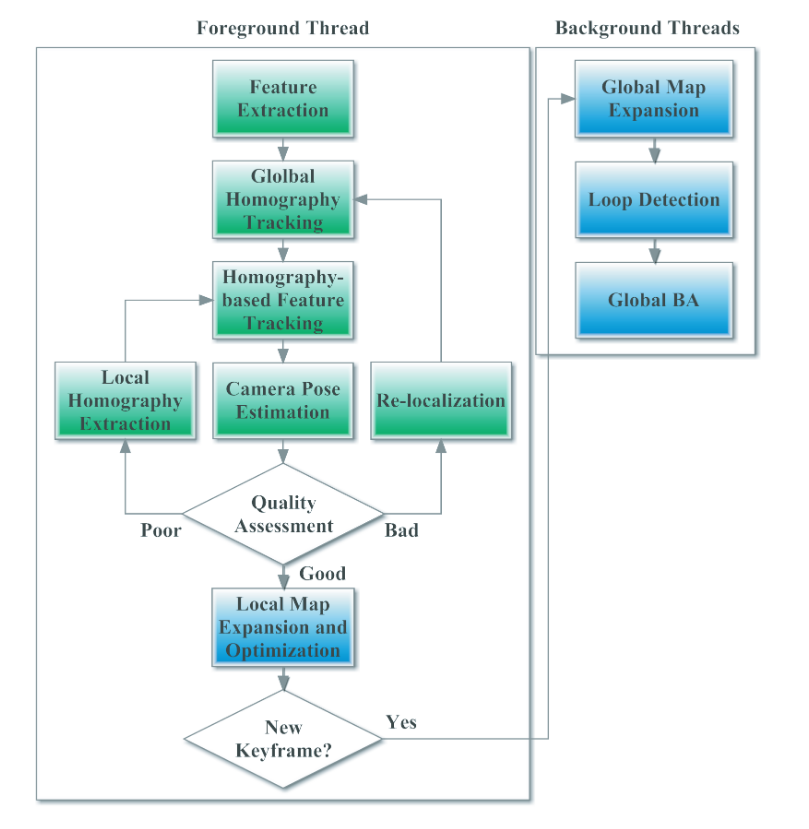 Foreground Thread
Background Threads
Feature
Extraction
Glolbal
Homography
Tracking
Homography-
based Feature
Tracking
Local
Homography
Extraction
Camera Pose
Estimation
Re-localization
Quality
Assessment
Poor
Bad
Good
Local Map
Expansion and
Optimization
New
Keyframe?
Yes
Global Map
Expansion
Loop Detection
Global BA